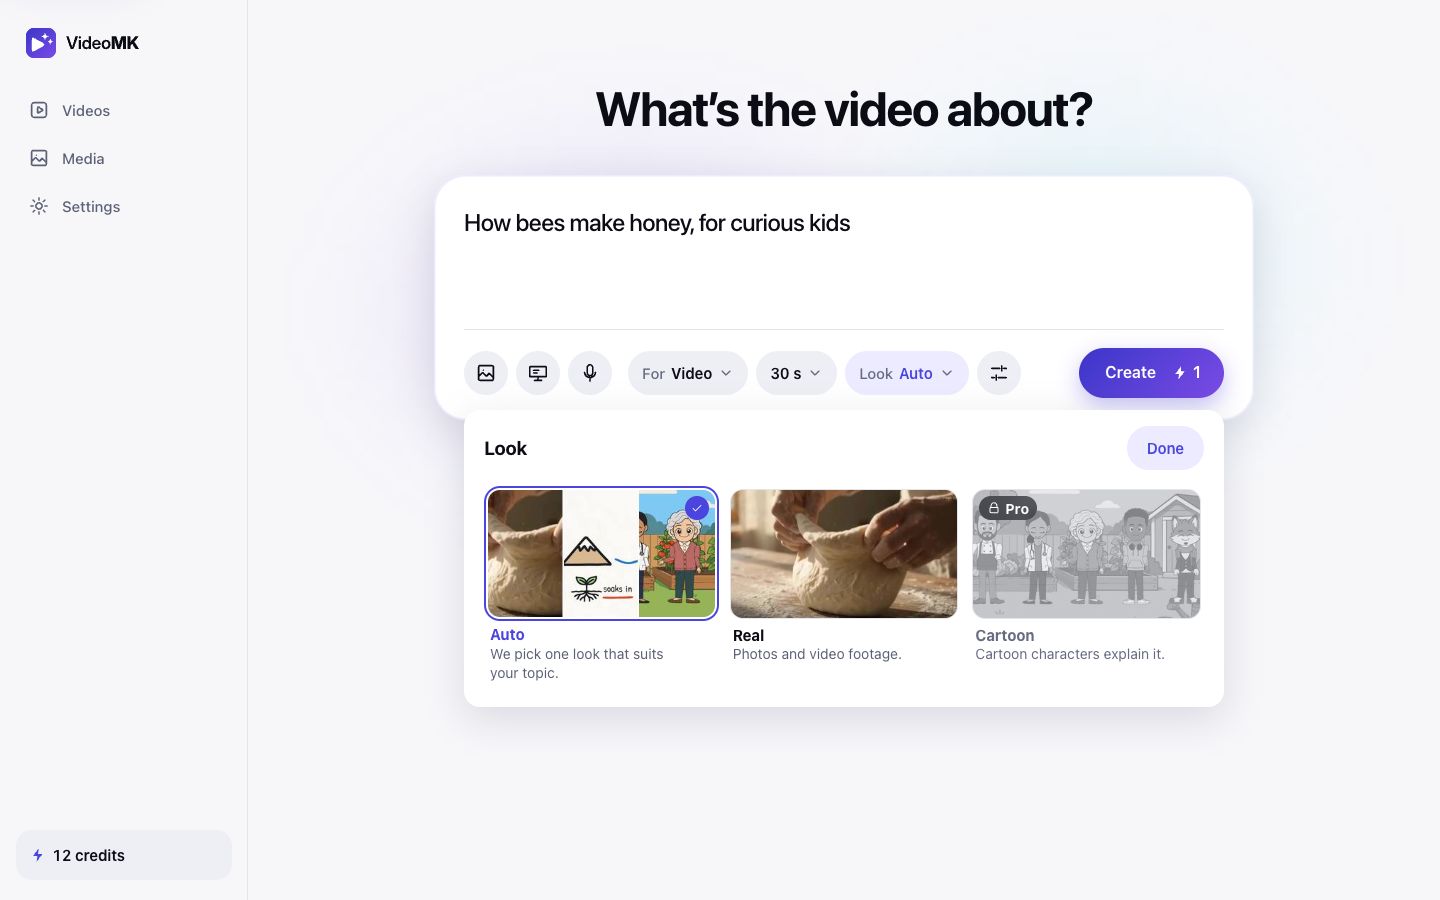 VideoMK
Videos
Media
Settings
12 credits
What's the video about?
How bees make honey, for curious kids
For Video
30 s
Look Auto
Create 1
Look
Done
soaks in
Pro
Auto
We pick one look that suits
your topic.
Real
Photos and video footage.
Cartoon
Cartoon characters explain it.